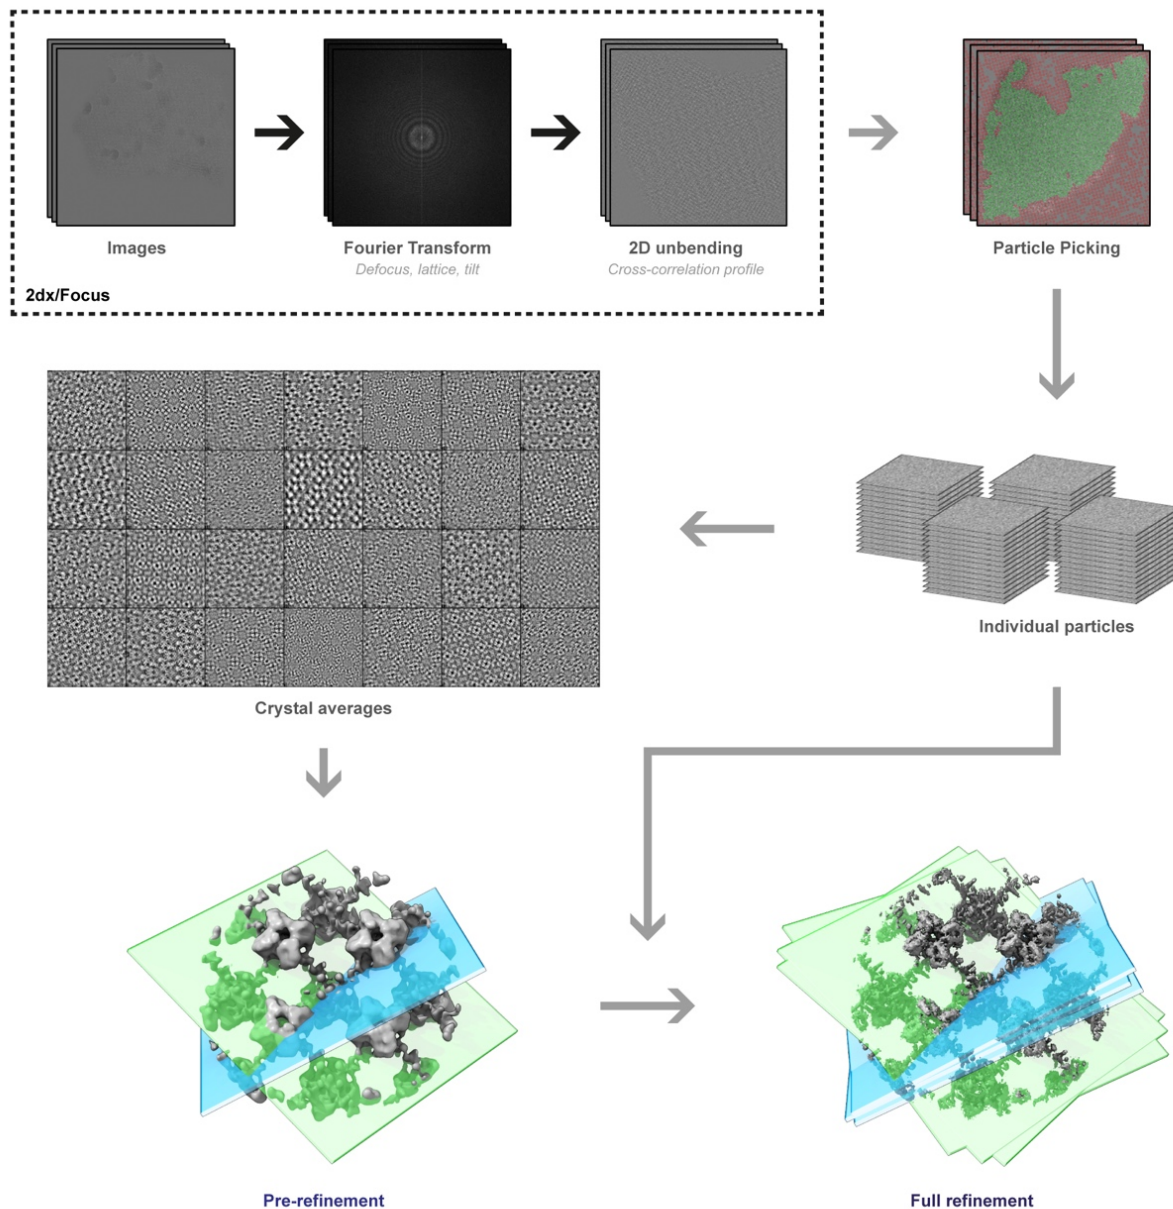 Images
Fourier Transform
Defocus, lattice, tilt
2D unbending
Cross-correlation profile
Particle Picking
2dx/Focus
Individual particles
Crystal averages
Pre-refinement
Full refinement